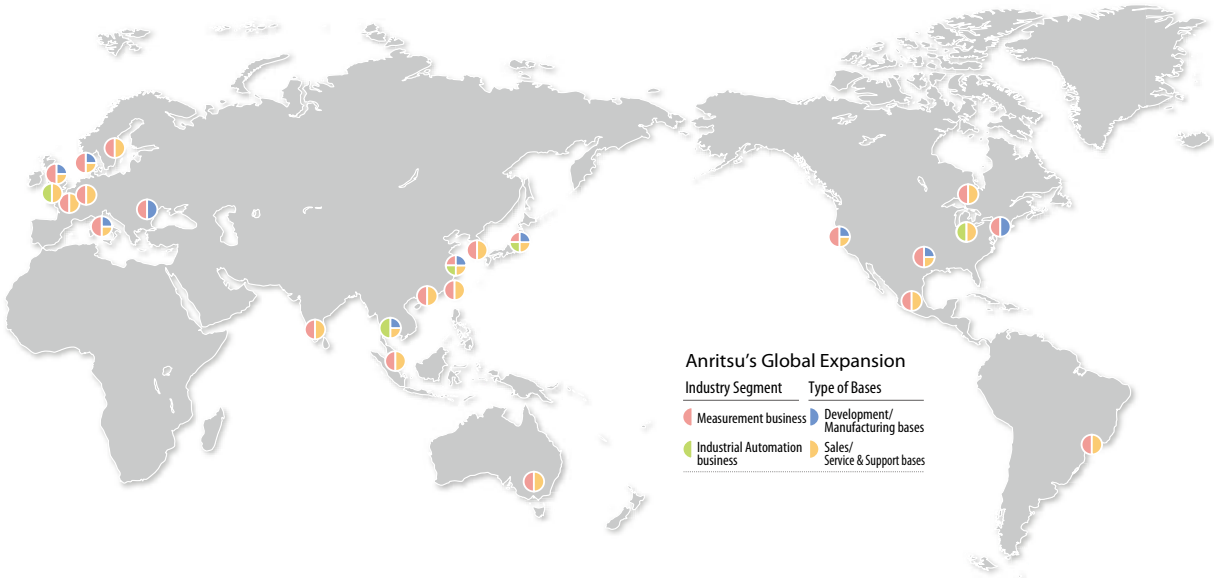 Anritsu’s Global Expansion
Industry Segment
Type of Bases
Measurement business
Development/
Manufacturing bases
Industrial Automation
business
Sales/
Service & Support bases